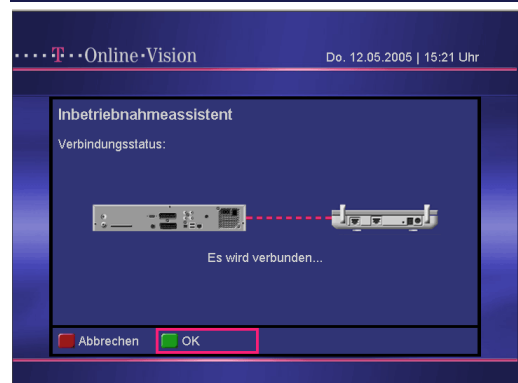 ····T··Online·Vision
Do. 12.05.2005 | 15:21 Uhr
Inbetriebnahmeassistent
Verbindungsstatus:
Es wird verbunden...
Abbrechen
OK